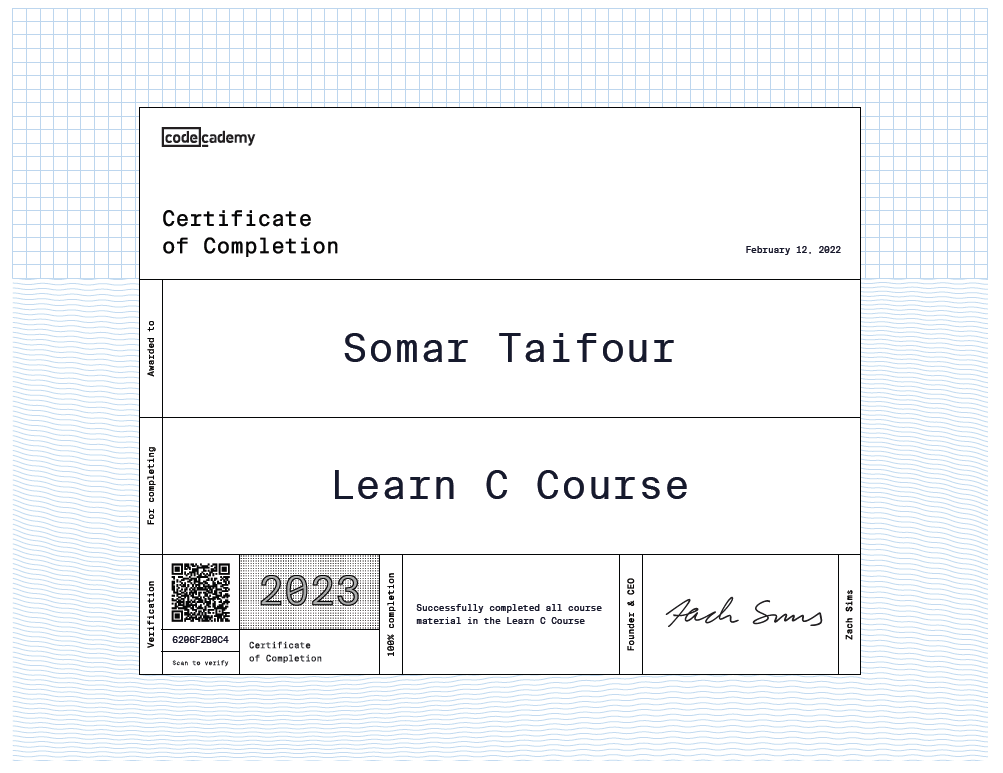 codecademy
Certificate
of Completion
February 12, 2022
Awarded to
Somar Taifour
For completing
Learn C Course
Verification
6206F2B0C4
Scan to verify
2023
Certificate
of Completion
100% completion
Successfully completed all course
material in the Learn C Course
Founder & CEO
Zach Sims
Zach Sims